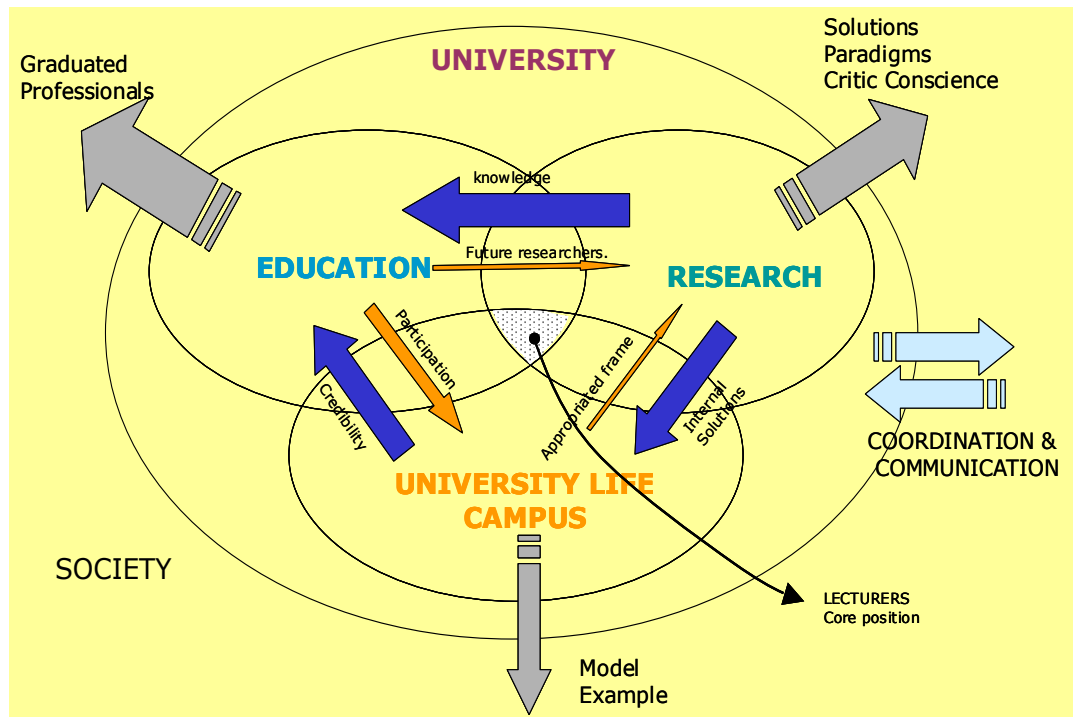 UNIVERSITY
Solutions
Paradigms
Critic Conscience
Graduated
Professionals
knowledge
Future researchers.
EDUCATION
RESEARCH
Participation
Credibility
Appropriated frame
Internal
Solutions
COORDINATION &
COMMUNICATION
UNIVERSITY LIFE
CAMPUS
SOCIETY
LECTURERS
Core position
Model
Example